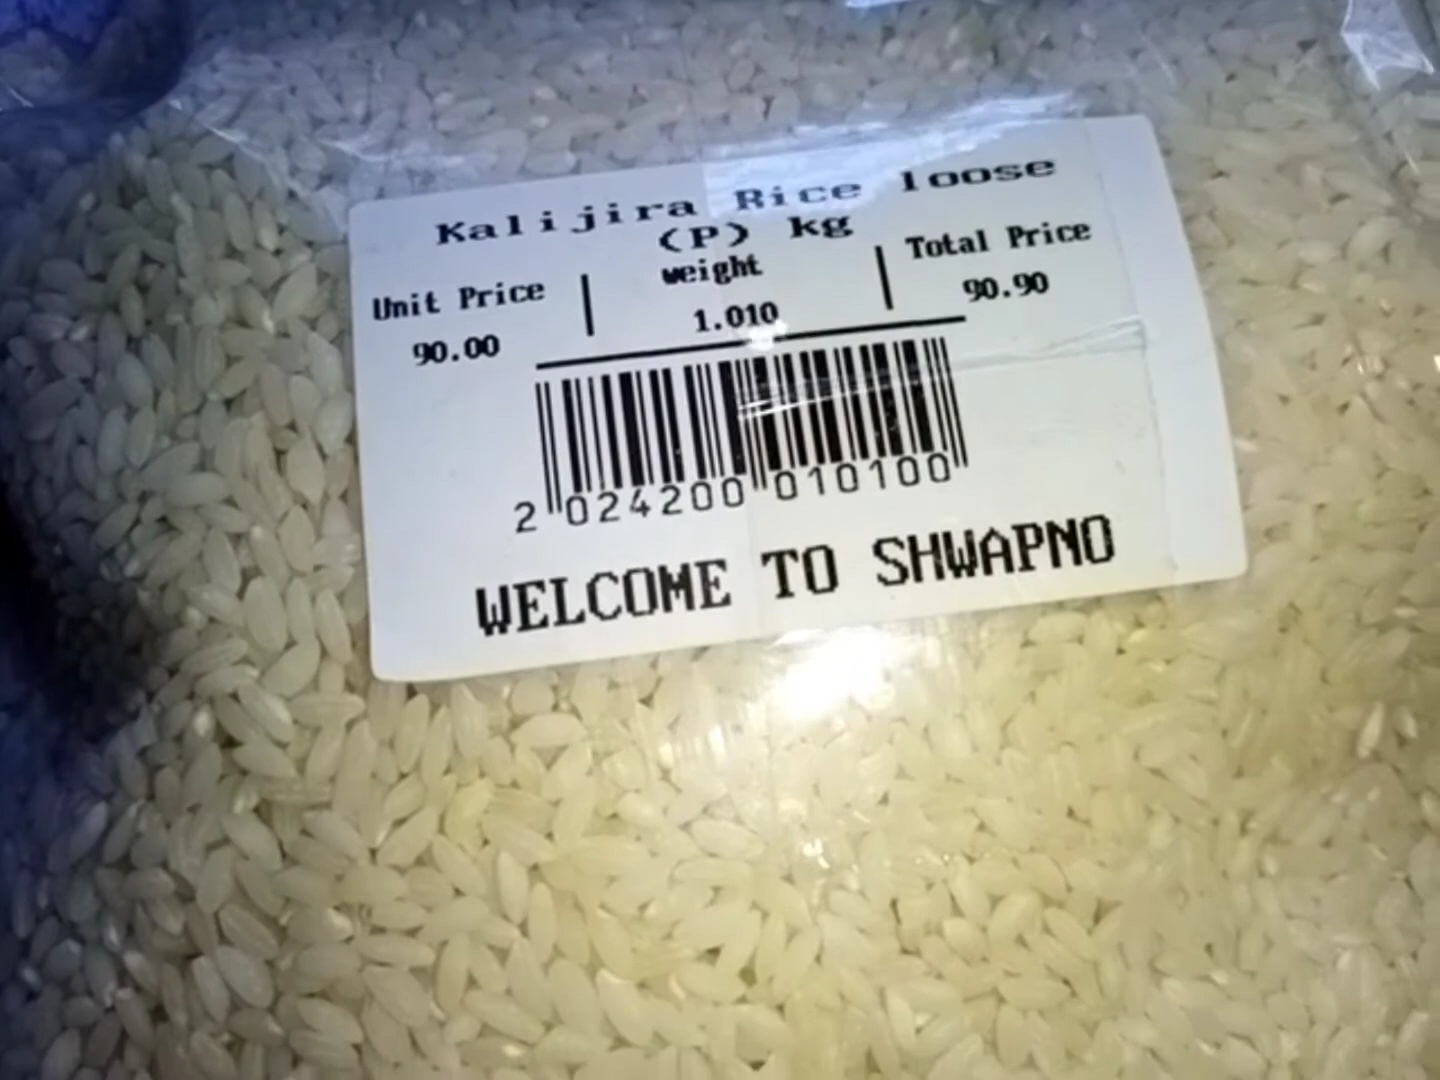 Kalijira Rice loose
(P) kg
Unit Price | weight | Total Price
90.00 1.010 90.90
2 024200 010100
WELCOME TO SHWAPNO